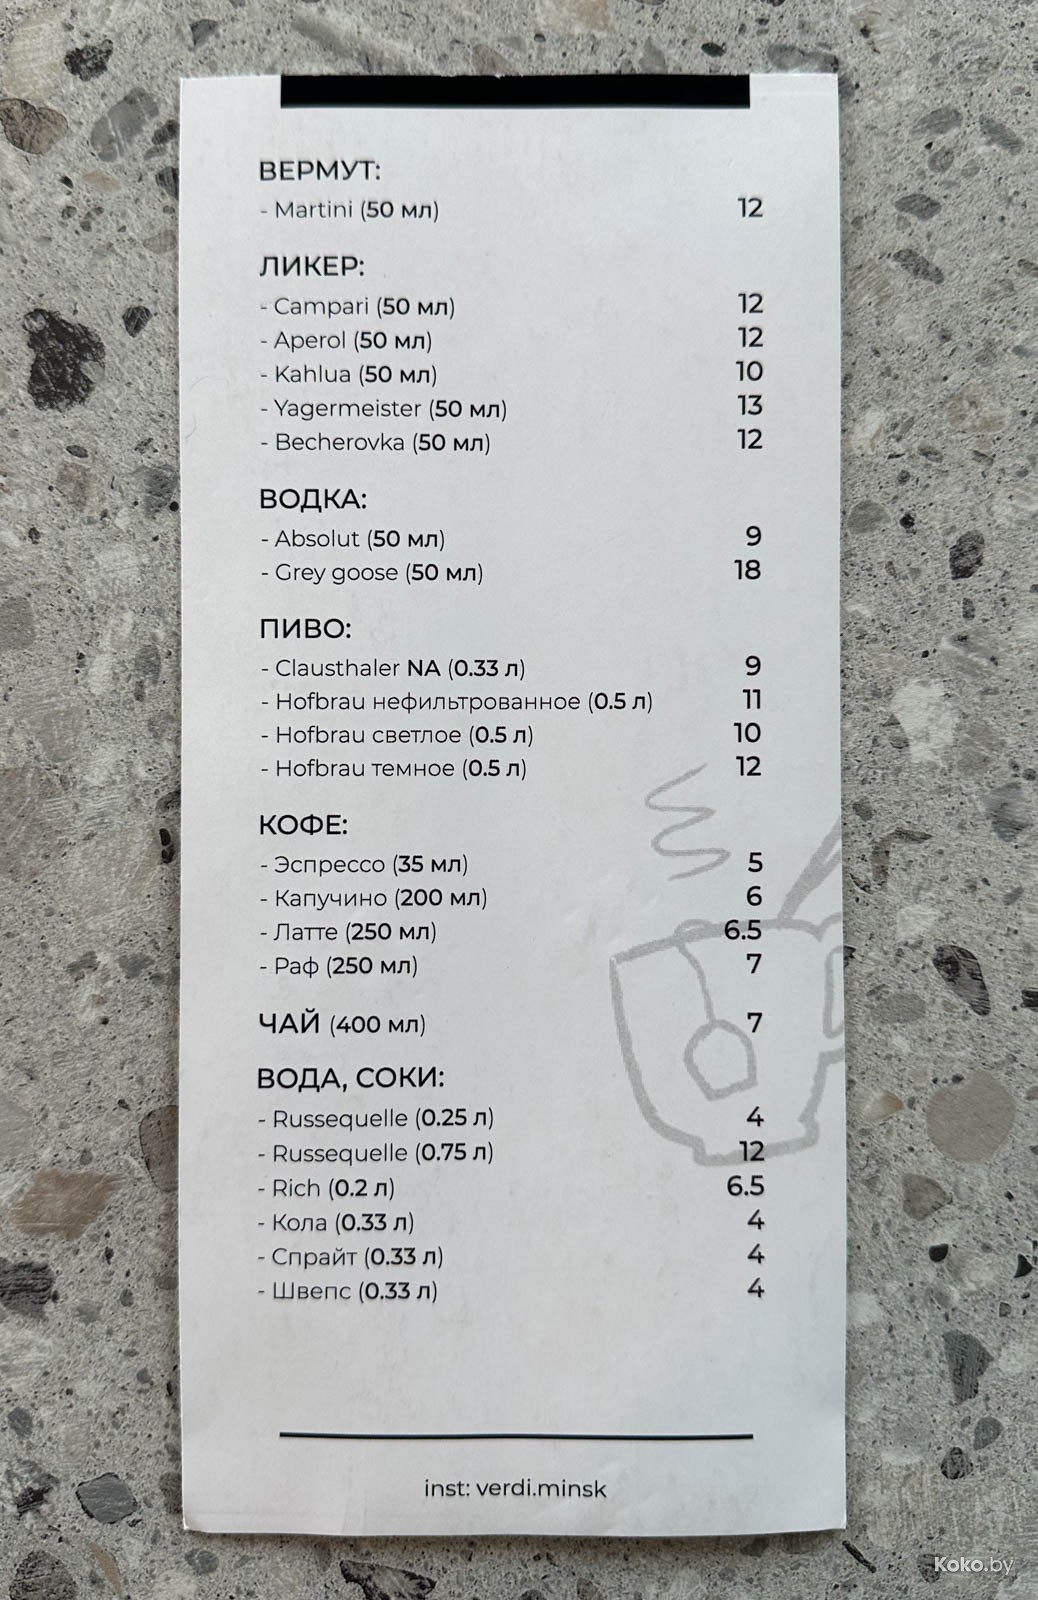 ВЕРМУТ:
- Martini (50 мл) 12
ЛИКЕР:
- Campari (50 мл) 12
- Aperol (50 мл) 12
- Kahlua (50 мл) 10
- Yagermeister (50 мл) 13
- Becherovka (50 мл) 12
ВОДКА:
- Absolut (50 мл) 9
- Grey goose (50 мл) 18
ПИВО:
- Clausthaler NA (0.33 л) 9
- Hofbrau нефильтрованное (0.5 л) 11
- Hofbrau светлое (0.5 л) 10
- Hofbrau темное (0.5 л) 12
КОФЕ:
- Эспрессо (35 мл) 5
- Капучино (200 мл) 6
- Латте (250 мл) 6.5
- Раф (250 мл) 7
ЧАЙ (400 мл) 7
ВОДА, СОКИ:
- Russequelle (0.25 л) 4
- Russequelle (0.75 л) 12
- Rich (0.2 л) 6.5
- Кола (0.33 л) 4
- Спрайт (0.33 л) 4
- Швепс (0.33 л) 4
inst: verdi.minsk
Koko.by